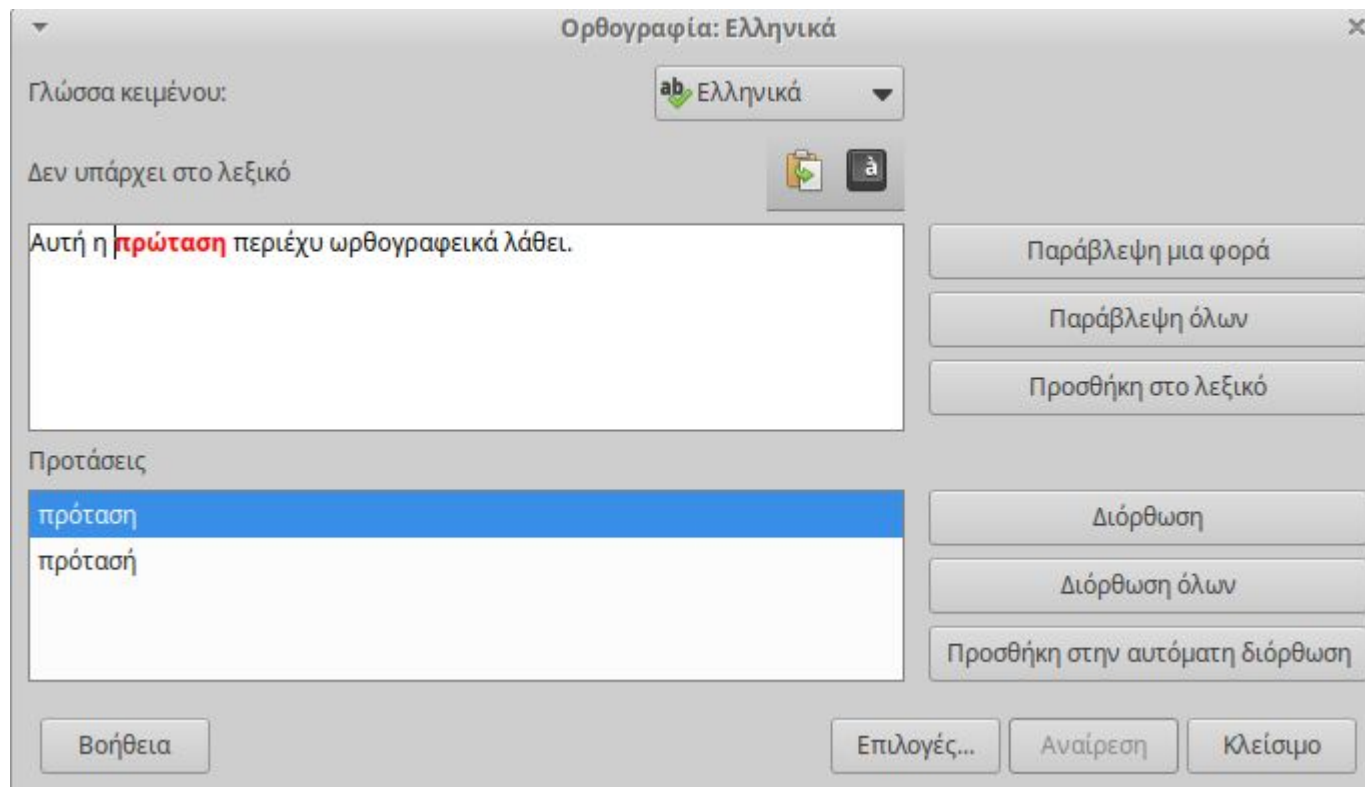 Ορθογραφία: Ελληνικά
Γλώσσα κειμένου:
ab Ελληνικά
Δεν υπάρχει στο λεξικό
à
Αυτή η πρώταση περιέχυ ωρθογραφεικά λάθει.
Παράβλεψη μια φορά
Παράβλεψη όλων
Προσθήκη στο λεξικό
Προτάσεις
πρόταση
πρότασή
Διόρθωση
Διόρθωση όλων
Προσθήκη στην αυτόματη διόρθωση
Βοήθεια
Επιλογές...
Αναίρεση
Κλείσιμο